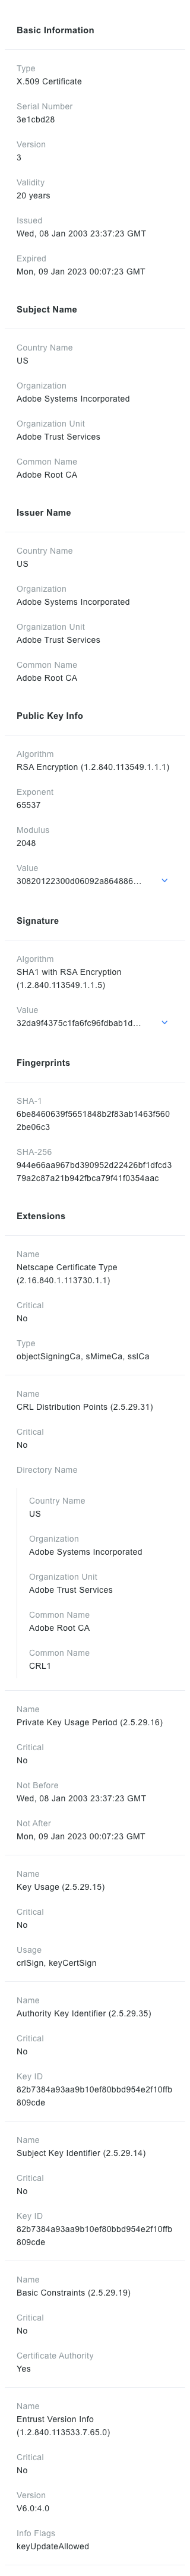 Basic Information
Type
X.509 Certificate
Serial Number
3e1cbd28
Version
3
Validity
20 years
Issued
Wed, 08 Jan 2003 23:37:23 GMT
Expired
Mon, 09 Jan 2023 00:07:23 GMT
Subject Name
Country Name
US
Organization
Adobe Systems Incorporated
Organization Unit
Adobe Trust Services
Common Name
Adobe Root CA
Issuer Name
Country Name
US
Organization
Adobe Systems Incorporated
Organization Unit
Adobe Trust Services
Common Name
Adobe Root CA
Public Key Info
Algorithm
RSA Encryption (1.2.840.113549.1.1.1)
Exponent
65537
Modulus
2048
Value
30820122300d06092a864886…
Signature
Algorithm
SHA1 with RSA Encryption
(1.2.840.113549.1.1.5)
Value
32da9f4375c1fa6fc96fdbab1d…
Fingerprints
SHA-1
6be8460639f5651848b2f83ab1463f560
2be06c3
SHA-256
944e66aa967bd390952d22426bf1dfcd3
79a2c87a21b942fbca79f41f0354aac
Extensions
Name
Netscape Certificate Type
(2.16.840.1.113730.1.1)
Critical
No
Type
objectSigningCa, sMimeCa, sslCa
Name
CRL Distribution Points (2.5.29.31)
Critical
No
Directory Name
Country Name
US
Organization
Adobe Systems Incorporated
Organization Unit
Adobe Trust Services
Common Name
Adobe Root CA
Common Name
CRL1
Name
Private Key Usage Period (2.5.29.16)
Critical
No
Not Before
Wed, 08 Jan 2003 23:37:23 GMT
Not After
Mon, 09 Jan 2023 00:07:23 GMT
Name
Key Usage (2.5.29.15)
Critical
No
Usage
crlSign, keyCertSign
Name
Authority Key Identifier (2.5.29.35)
Critical
No
Key ID
82b7384a93aa9b10ef80bbd954e2f10ffb
809cde
Name
Subject Key Identifier (2.5.29.14)
Critical
No
Key ID
82b7384a93aa9b10ef80bbd954e2f10ffb
809cde
Name
Basic Constraints (2.5.29.19)
Critical
No
Certificate Authority
Yes
Name
Entrust Version Info
(1.2.840.113533.7.65.0)
Critical
No
Version
V6.0:4.0
Info Flags
keyUpdateAllowed